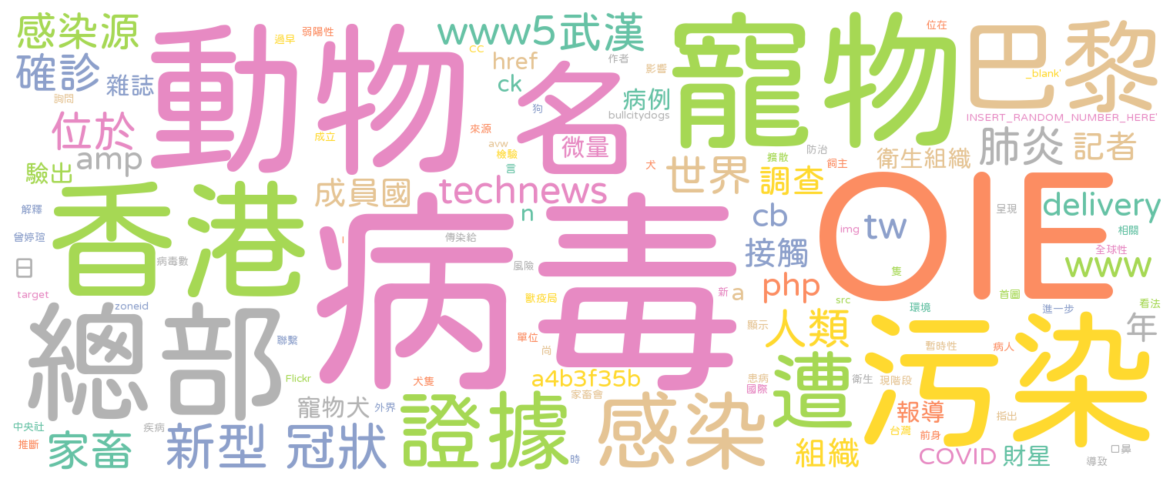 感染源
過早
弱陽性
www5武漢
位在
動物
寵物
巴黎
cc
href
作者
確診
雜誌
名
影響
_blank'
ck
病例
胸悶
狗
bullcitydogs
INSERT_RANDOM_NUMBER_HERE'
位於
成立
來源
微量
肺炎
記者
amp
avw
檢驗
擴散
防治
衛生組織
驗出
言
犬
世界
飼主
調查
香港
成員國
technews
OIE
解釋
n
cb
tw
呈現
delivery
病毒
img
相關
曾婷瑄
傳染給
接觸
全球性
日
病毒數
風險
www
隻
target
php
新
a
首圖
獸疫局
src
看法
總部
zoneid
環境
進一步
人類
顯示
污染
年
聯繫
單位
尚
暫時性
病人
遭
Flickr
犬隻
a4b3f35b
患病
衛生
現階段
國際
寵物犬
外界
家畜會
證據
感染
報導
指出
中央社
疾病
台灣
前身
推斷
家畜
新型
冠狀
組織
COVID
財星
口鼻
時
導致